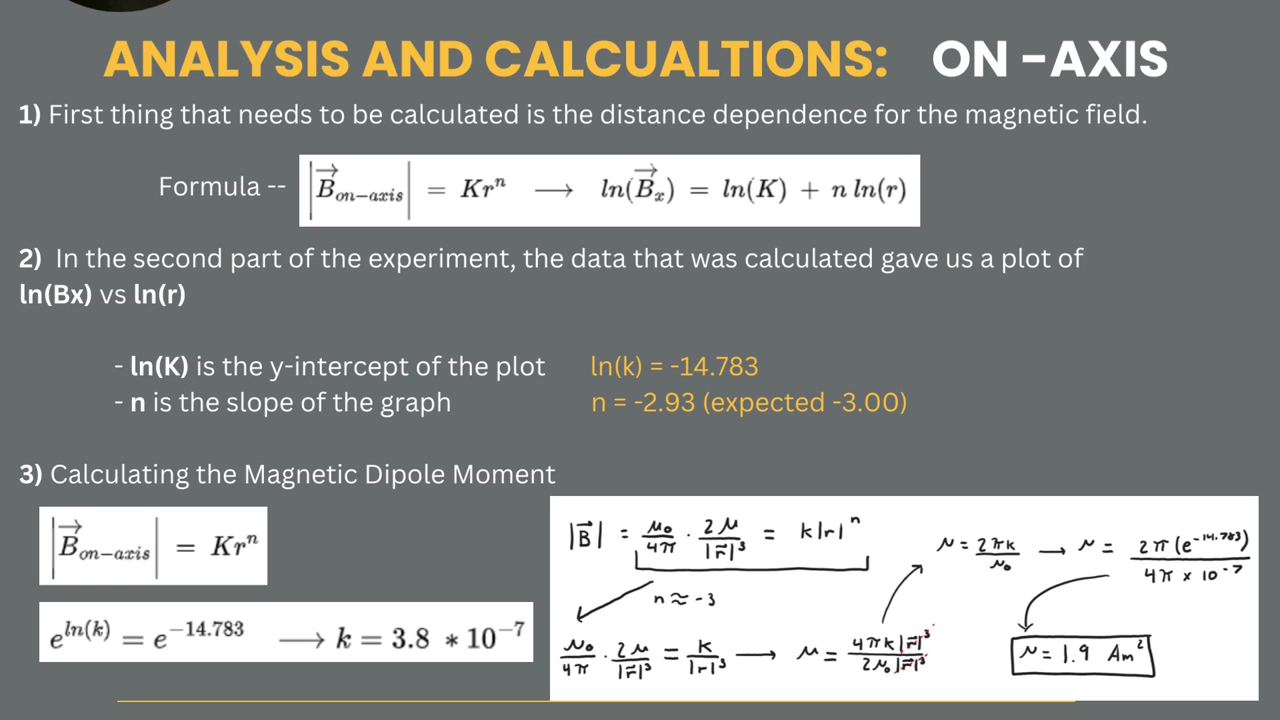 ANALYSIS AND CALCUALTIONS: ON -AXIS
1) First thing that needs to be calculated is the distance dependence for the magnetic field.
Formula -- |B⃗on-axis| = Krⁿ ⟶ ln(B⃗x) = ln(K) + n ln(r)
2) In the second part of the experiment, the data that was calculated gave us a plot of
ln(Bx) vs ln(r)
- ln(K) is the y-intercept of the plot ln(k) = -14.783
- n is the slope of the graph n = -2.93 (expected -3.00)
3) Calculating the Magnetic Dipole Moment
|B⃗on-axis| = Krⁿ
e^ln(k) = e^-14.783 ⟶ k = 3.8 * 10^-7
|B⃗| = μ₀/4π · 2μ/|r⃗|³ = k|r|ⁿ
n ≈ -3
μ₀/4π · 2μ/|r⃗|³ = k/|r|³ ⟶ μ = 4πk|r⃗|³/2μ₀|r⃗|³
μ = 2πk/μ₀ ⟶ μ = 2π(e^-14.783)/4π × 10^-7
μ = 1.9 Am²